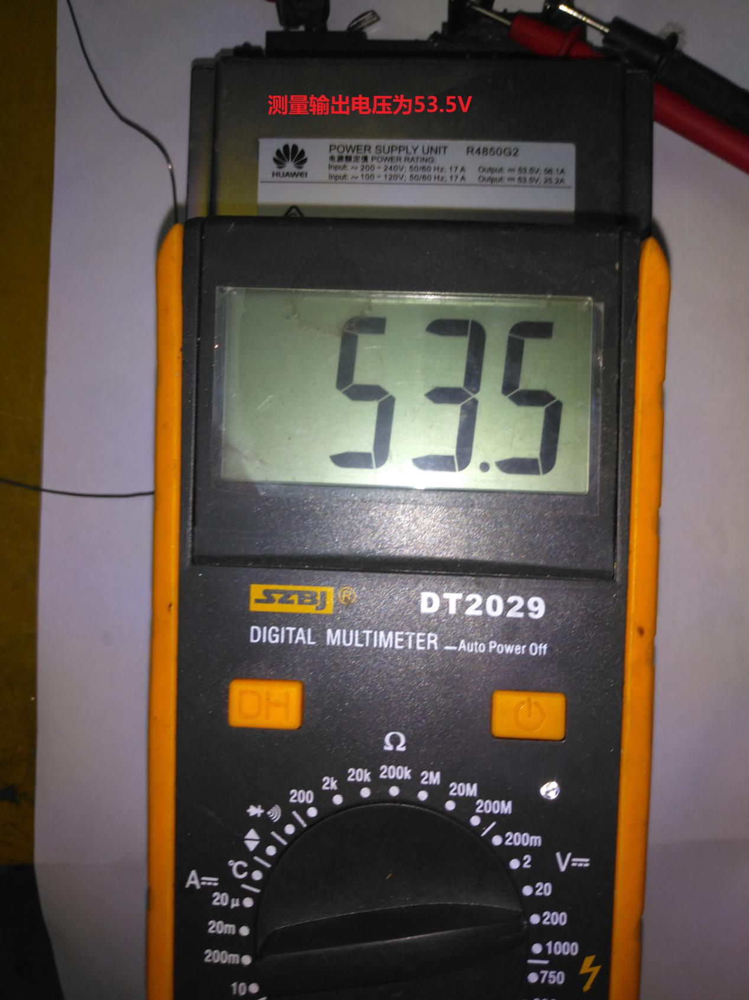 测量输出电压为53.5V
HUAWEI
POWER SUPPLY UNIT R4850G2
电源额定值 POWER RATING:
Input: ~ 200 - 240V; 50/60 Hz; 17 A Output: ⎓ 53.5V; 56.1A
Input: ~ 100 - 120V; 50/60 Hz; 17 A Output: ⎓ 53.5V; 25.2A
53.5
SZBJ® DT2029
DIGITAL MULTIMETER –Auto Power Off
DH
Ω
200 2k 20k 200k 2M 20M 200M
200m
2 V⎓
20
200
1000
750
℃
A⎓
20μ
20m
200m
10